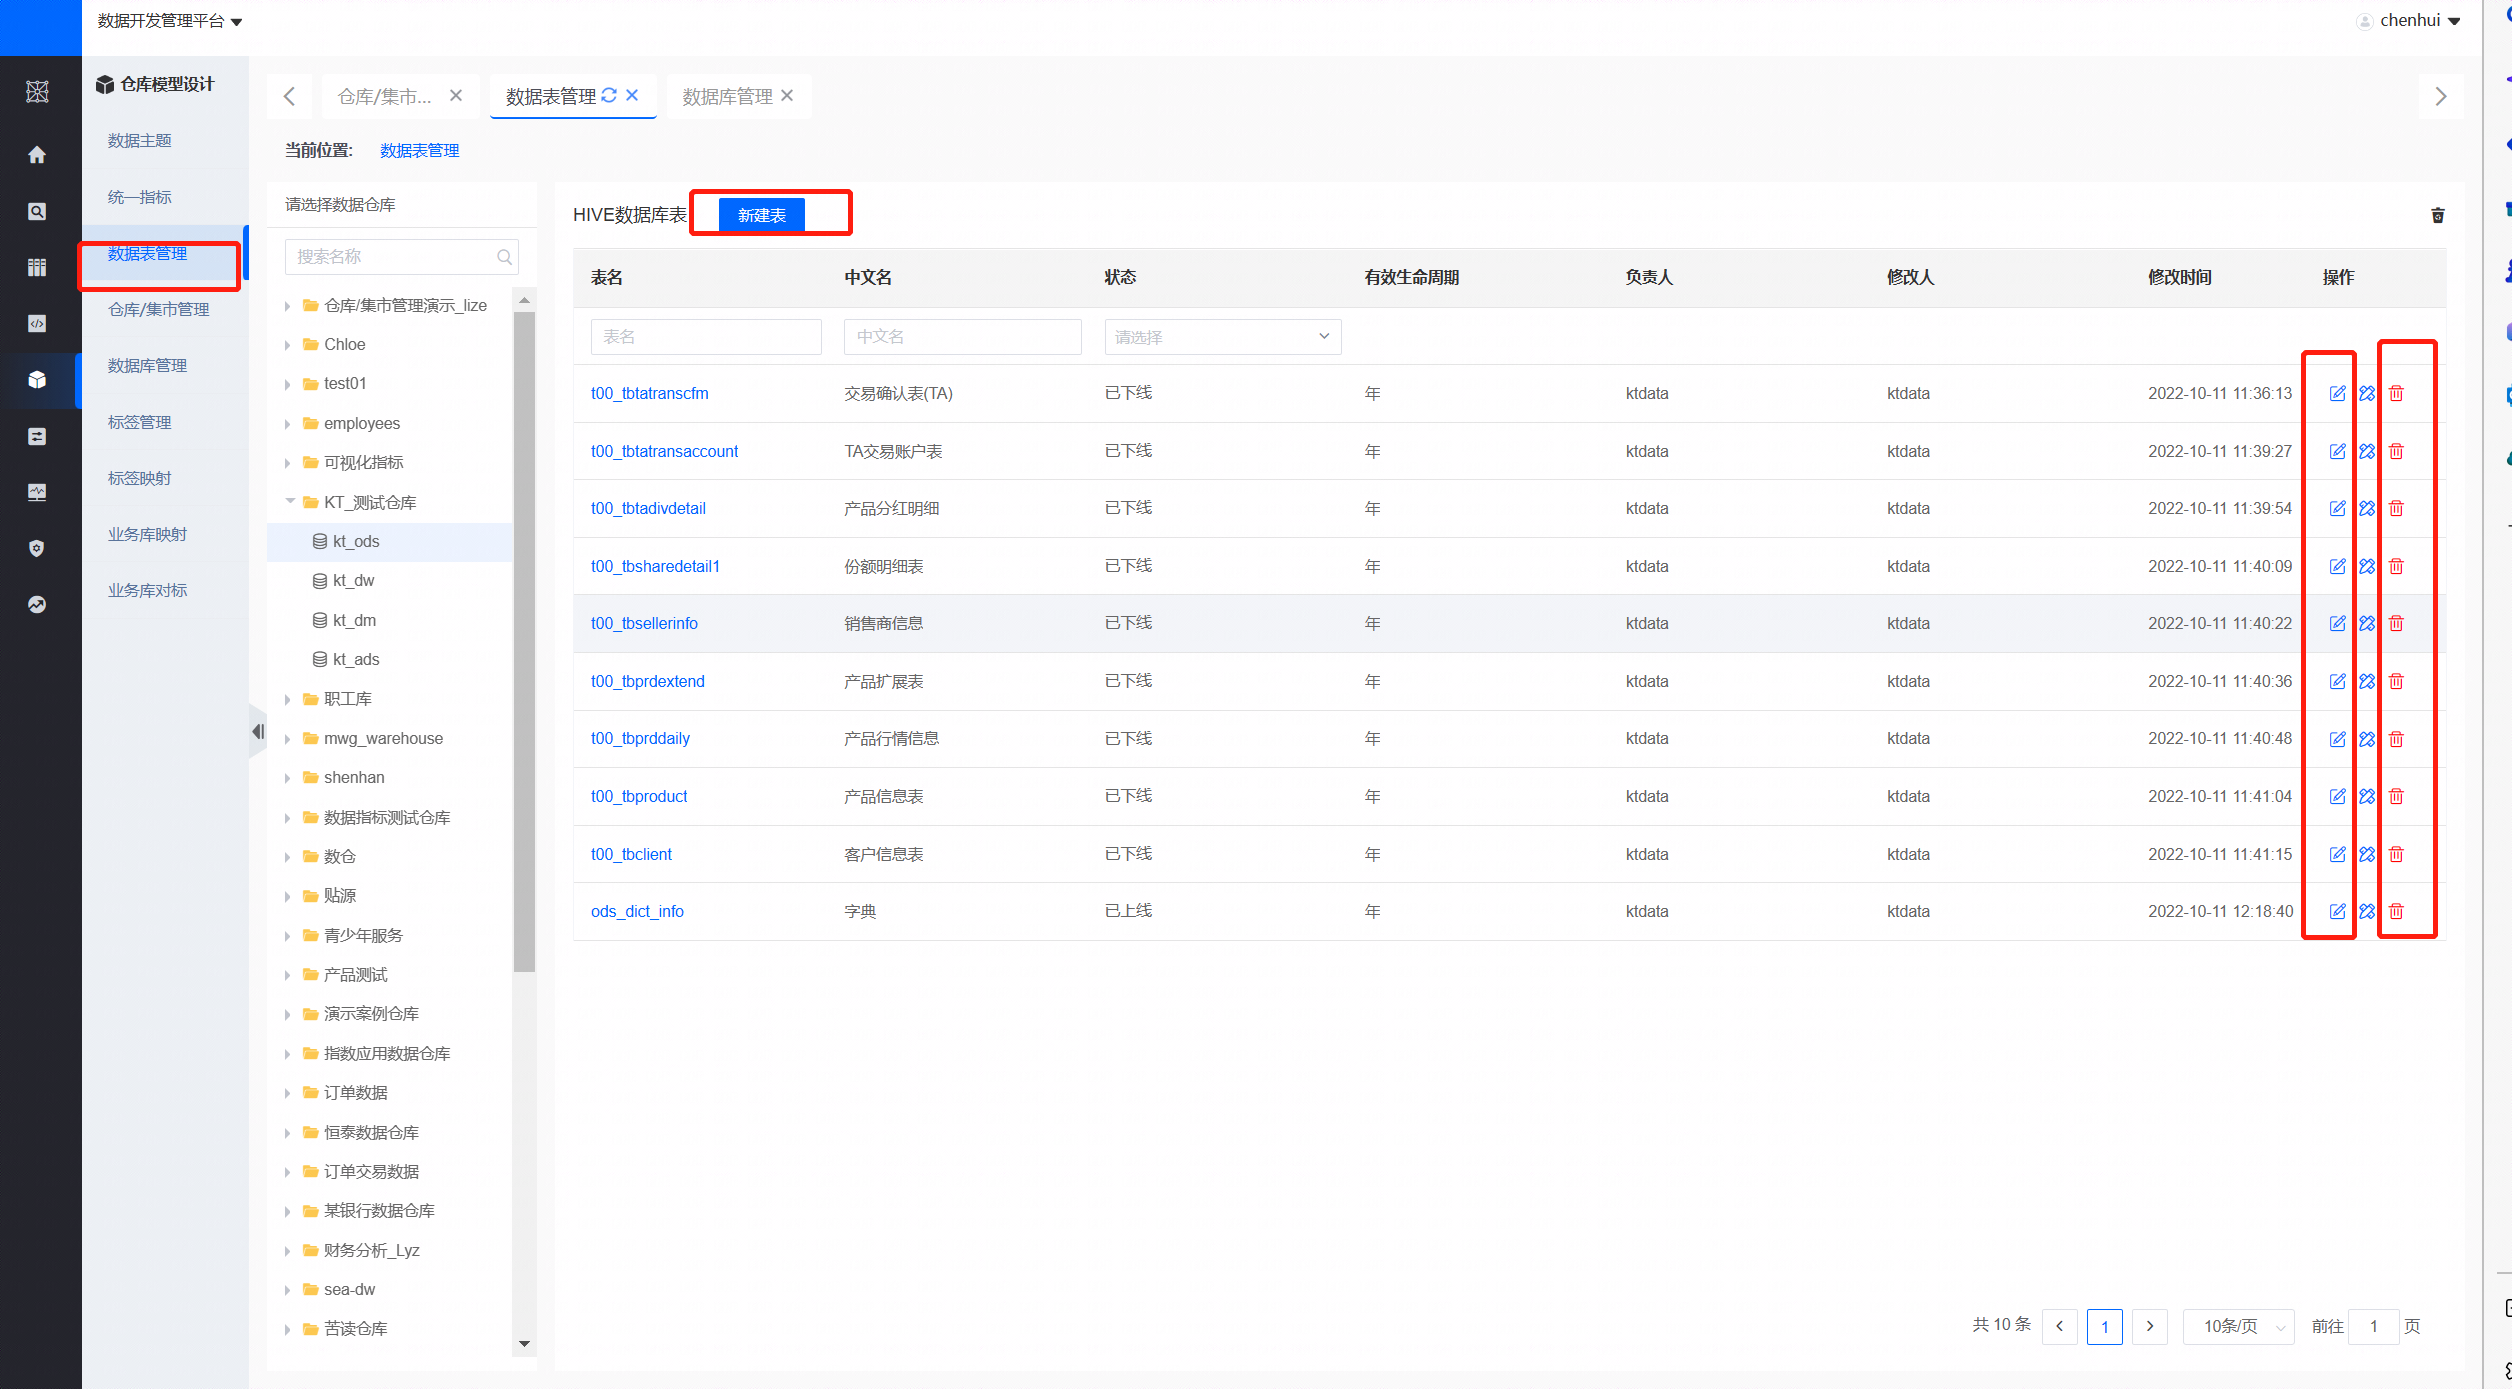 数据开发管理平台
chenhui
仓库模型设计
数据主题
统一指标
数据表管理
仓库/集市管理
数据库管理
标签管理
标签映射
业务库映射
业务库对标
仓库/集市...
数据表管理
数据库管理
当前位置: 数据表管理
请选择数据仓库
搜索名称
仓库/集市管理演示_lize
Chloe
test01
employees
可视化指标
KT_测试仓库
kt_ods
kt_dw
kt_dm
kt_ads
职工库
mwg_warehouse
shenhan
数据指标测试仓库
数仓
贴源
青少年服务
产品测试
演示案例仓库
指数应用数据仓库
订单数据
恒泰数据仓库
订单交易数据
某银行数据仓库
财务分析_Lyz
sea-dw
苦读仓库
HIVE数据库表 新建表
表名 中文名 状态 有效生命周期 负责人 修改人 修改时间 操作
表名 中文名 请选择
t00_tbtatranscfm 交易确认表(TA) 已下线 年 ktdata ktdata 2022-10-11 11:36:13
t00_tbtatransaccount TA交易账户表 已下线 年 ktdata ktdata 2022-10-11 11:39:27
t00_tbtadivdetail 产品分红明细 已下线 年 ktdata ktdata 2022-10-11 11:39:54
t00_tbsharedetail1 份额明细表 已下线 年 ktdata ktdata 2022-10-11 11:40:09
t00_tbsellerinfo 销售商信息 已下线 年 ktdata ktdata 2022-10-11 11:40:22
t00_tbprdextend 产品扩展表 已下线 年 ktdata ktdata 2022-10-11 11:40:36
t00_tbprddaily 产品行情信息 已下线 年 ktdata ktdata 2022-10-11 11:40:48
t00_tbproduct 产品信息表 已下线 年 ktdata ktdata 2022-10-11 11:41:04
t00_tbclient 客户信息表 已下线 年 ktdata ktdata 2022-10-11 11:41:15
ods_dict_info 字典 已上线 年 ktdata ktdata 2022-10-11 12:18:40
共 10 条 1 10条/页 前往 1 页